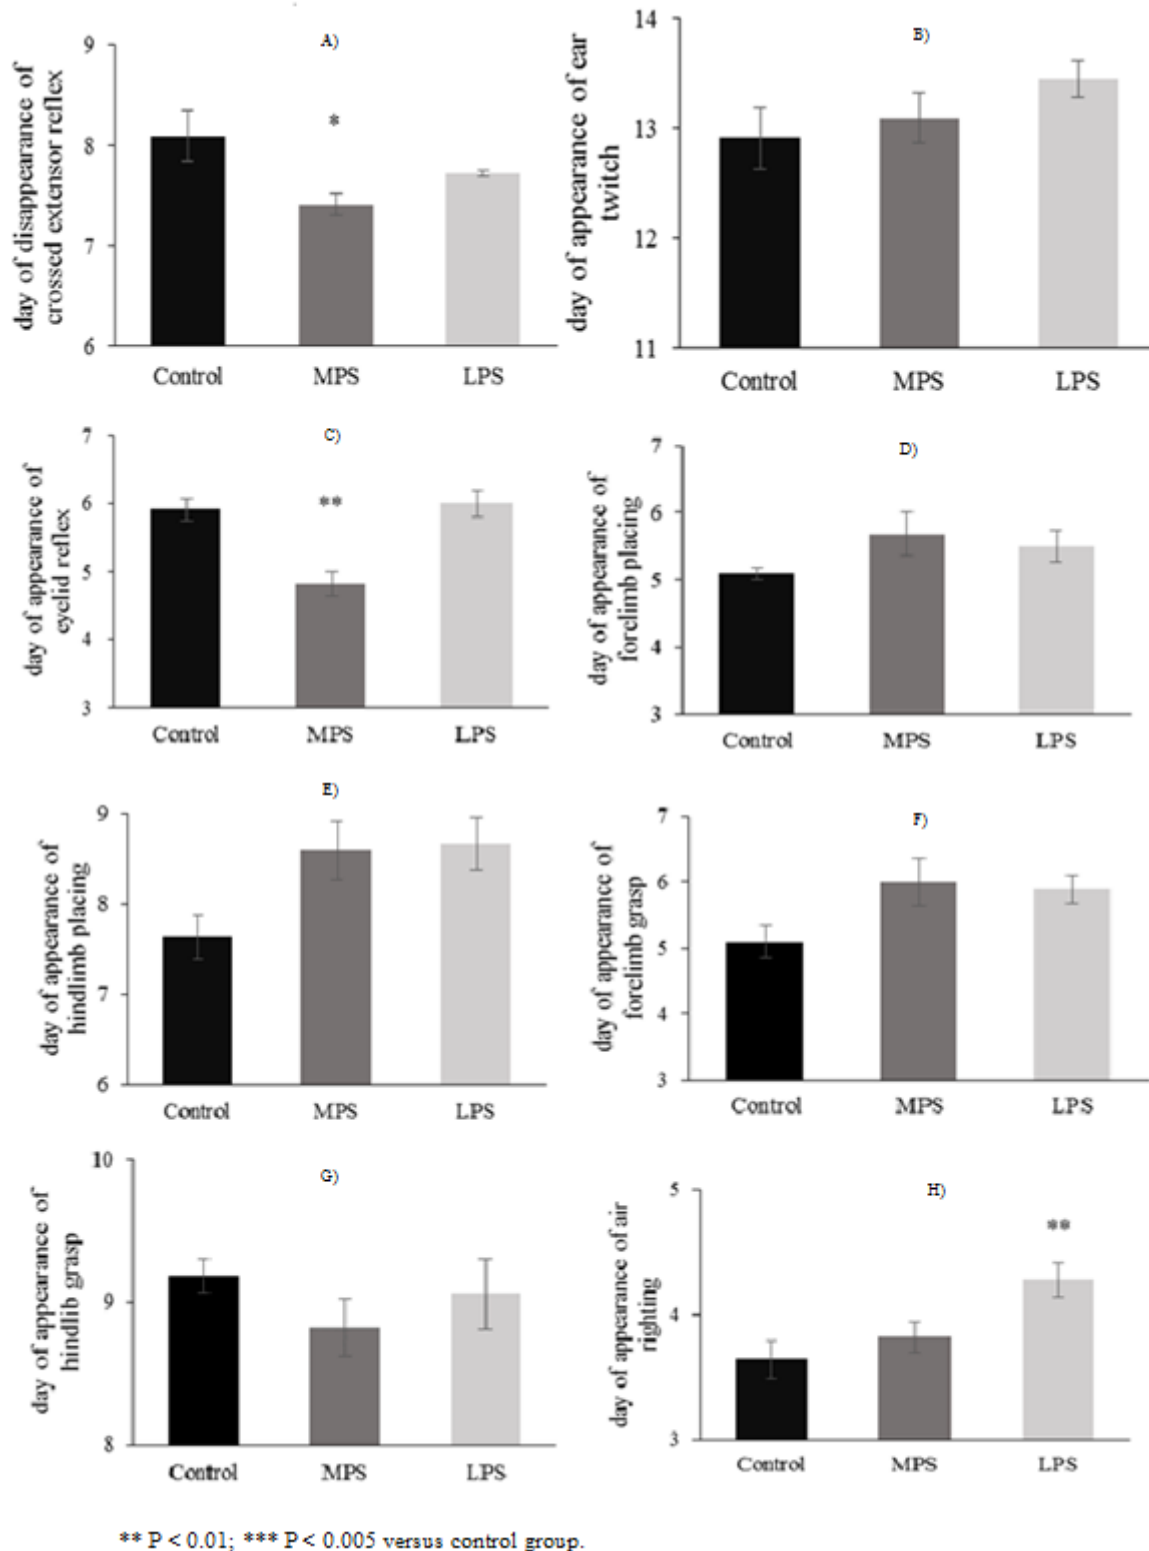 A)
day of disappearance of
crossed extensor reflex
9
8
7
6
*
Control MPS LPS
B)
day of appearance of ear
twitch
14
13
12
11
Control MPS LPS
C)
day of appearance of
eyelid reflex
7
6
5
4
3
**
Control MPS LPS
D)
day of appearance of
forelimb placing
7
6
5
4
3
Control MPS LPS
E)
day of appearance of
hindlimb placing
9
8
7
6
Control MPS LPS
F)
day of appearance of
forelimb grasp
7
6
5
4
3
Control MPS LPS
G)
day of appearance of
hindlib grasp
10
9
8
Control MPS LPS
H)
day of appearance of air
righting
5
4
3
**
Control MPS LPS
** P < 0.01; *** P < 0.005 versus control group.